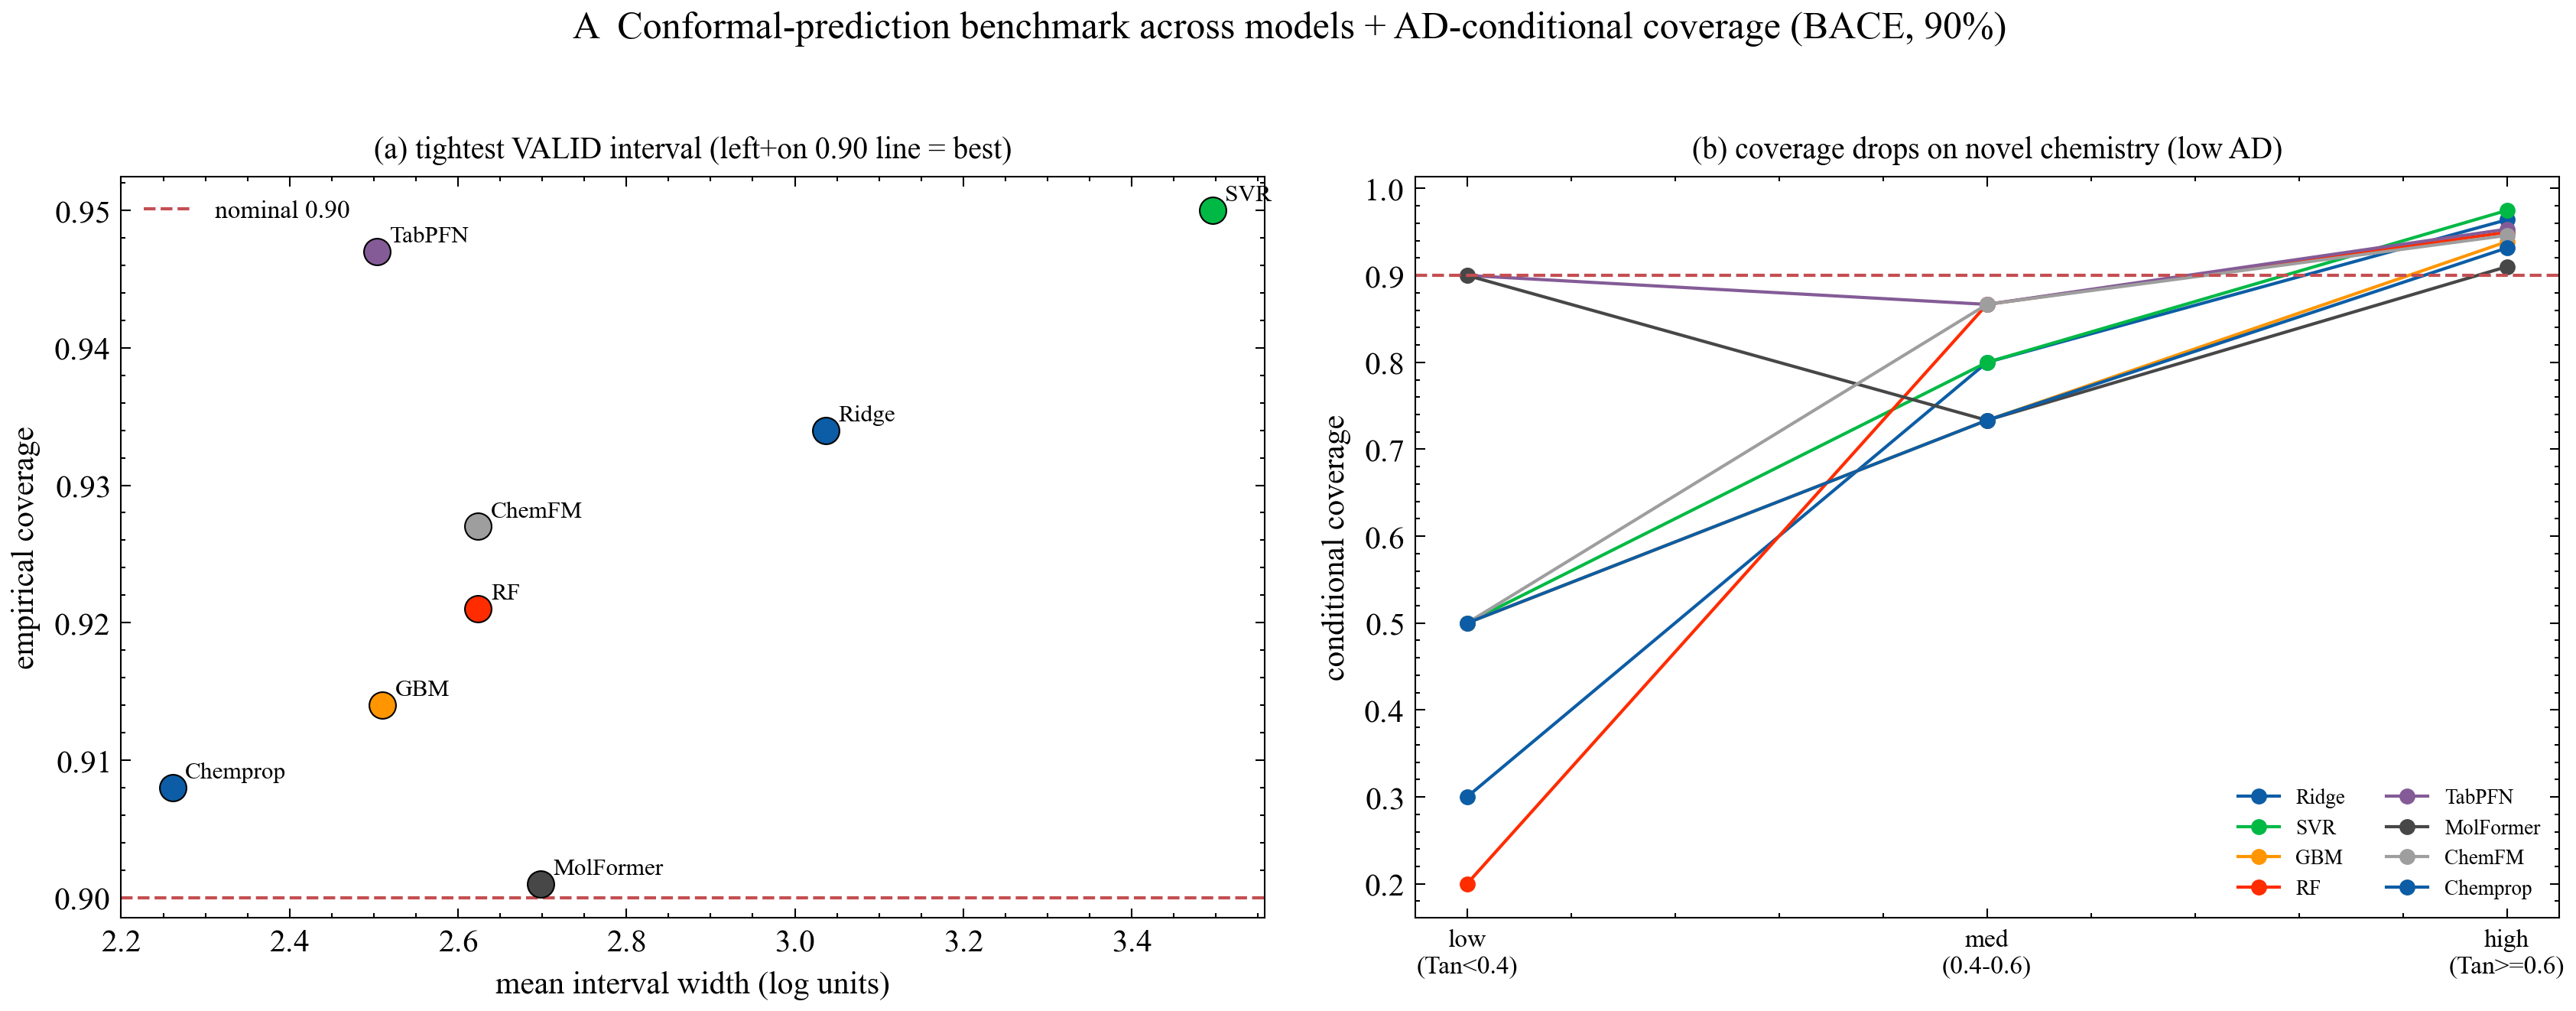 A Conformal-prediction benchmark across models + AD-conditional coverage (BACE, 90%)
(a) tightest VALID interval (left+on 0.90 line = best)
nominal 0.90
SVR
TabPFN
Ridge
ChemFM
RF
GBM
Chemprop
MolFormer
0.95
0.94
0.93
0.92
0.91
0.90
empirical coverage
2.2 2.4 2.6 2.8 3.0 3.2 3.4
mean interval width (log units)
(b) coverage drops on novel chemistry (low AD)
1.0
0.9
0.8
0.7
0.6
0.5
0.4
0.3
0.2
conditional coverage
Ridge TabPFN
SVR MolFormer
GBM ChemFM
RF Chemprop
low med high
(Tan<0.4) (0.4-0.6) (Tan>=0.6)